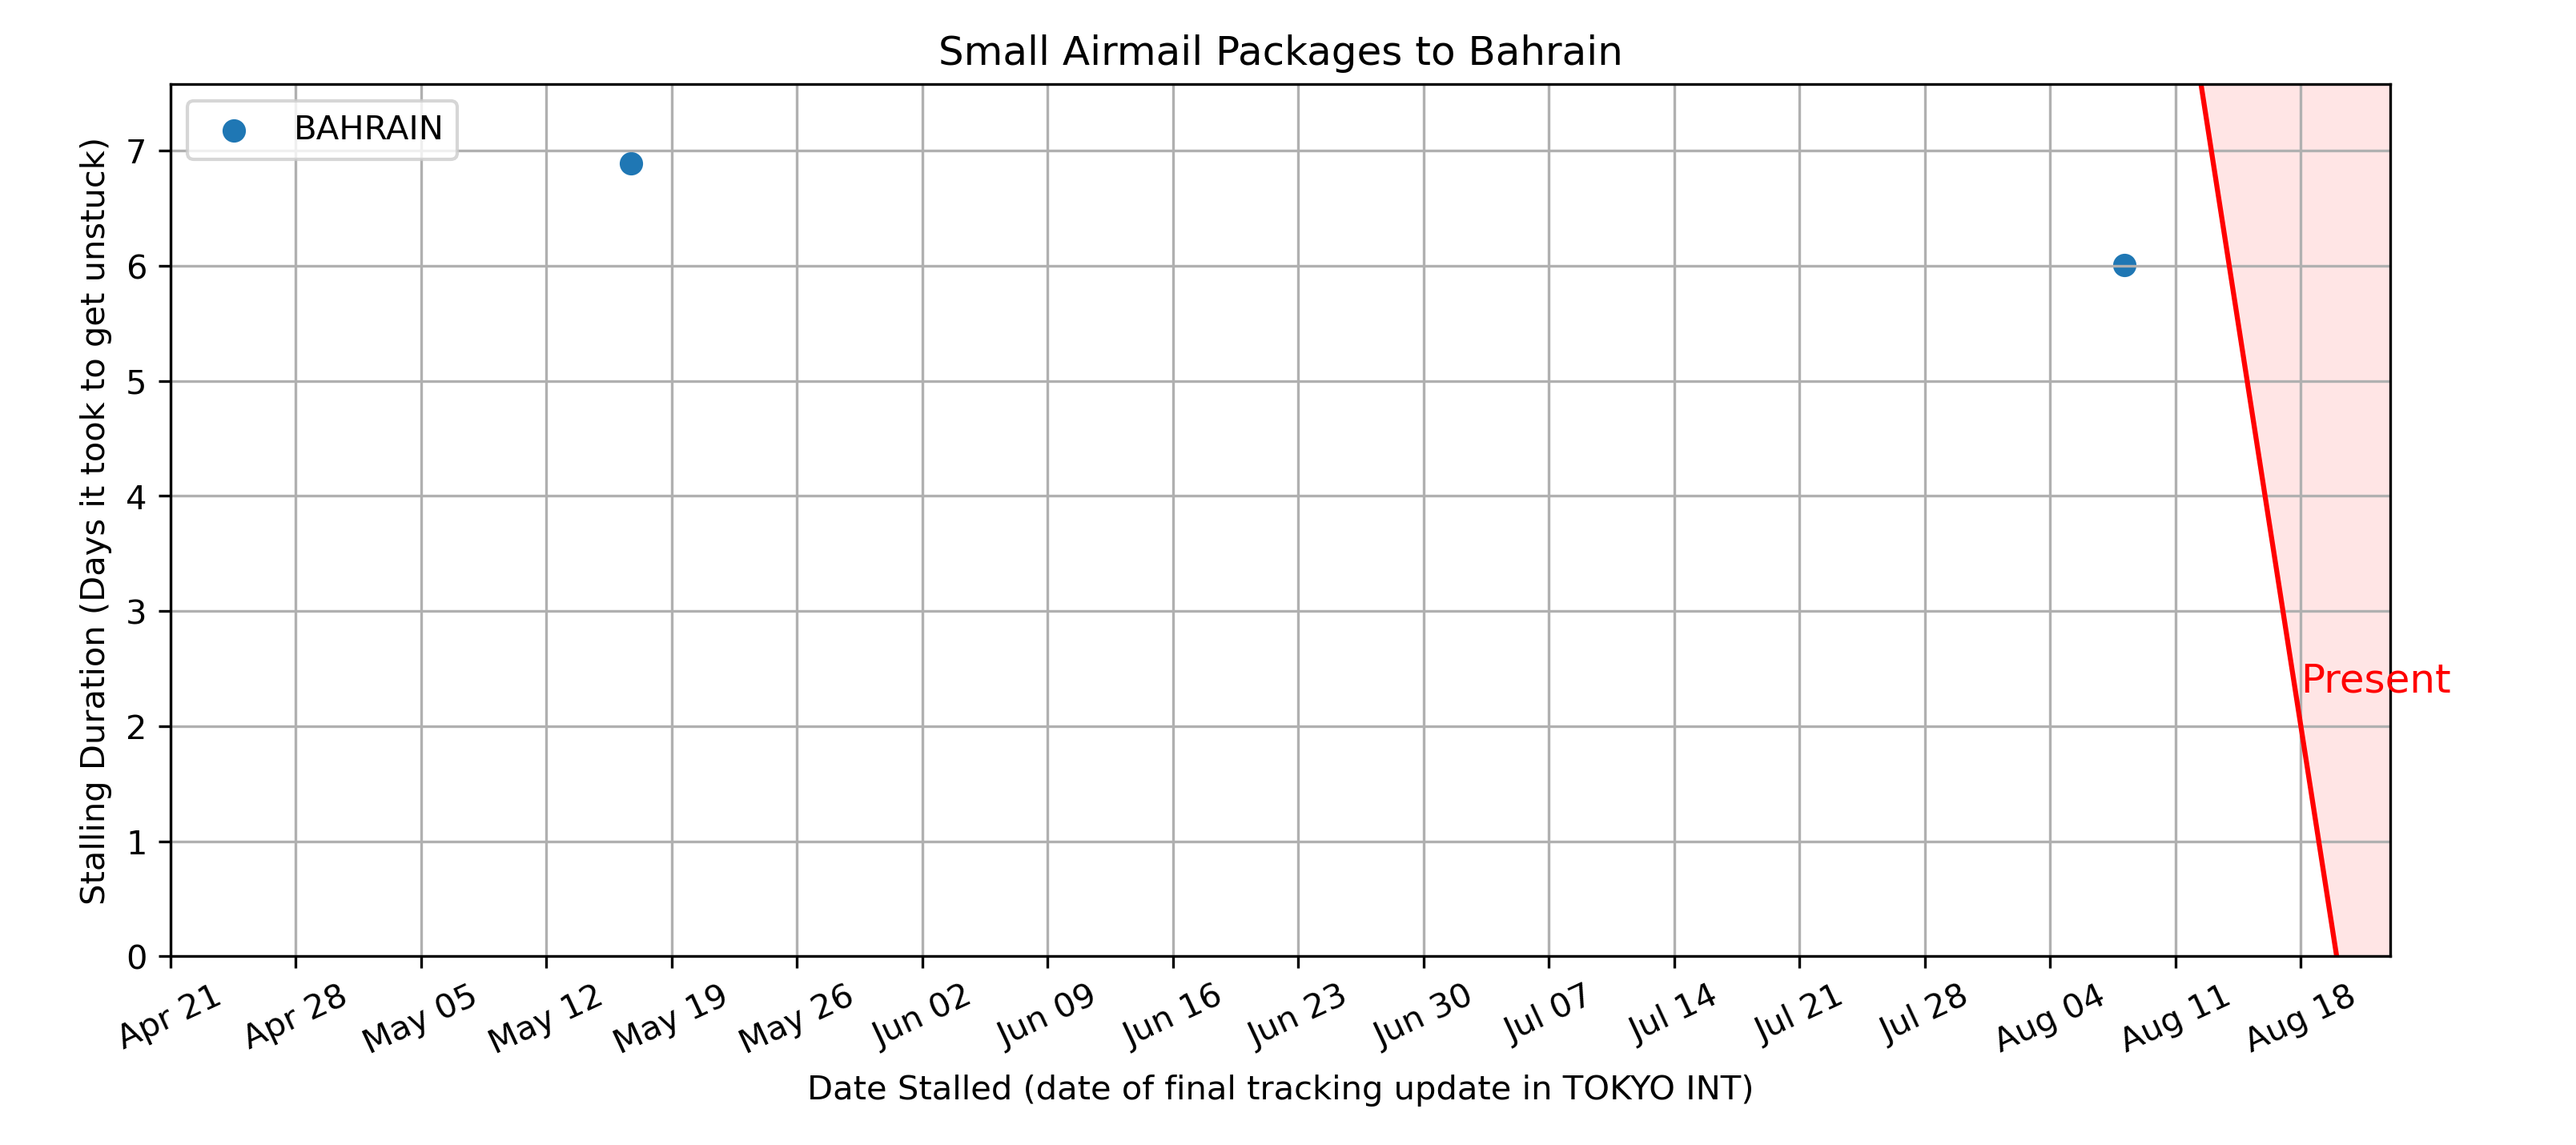 Small Airmail Packages to Bahrain
BAHRAIN
Stalling Duration (Days it took to get unstuck)
7
6
5
4
3
2
1
0
Present
Apr 21
Apr 28
May 05
May 12
May 19
May 26
Jun 02
Jun 09
Jun 16
Jun 23
Jun 30
Jul 07
Jul 14
Jul 21
Jul 28
Aug 04
Aug 11
Aug 18
Date Stalled (date of final tracking update in TOKYO INT)